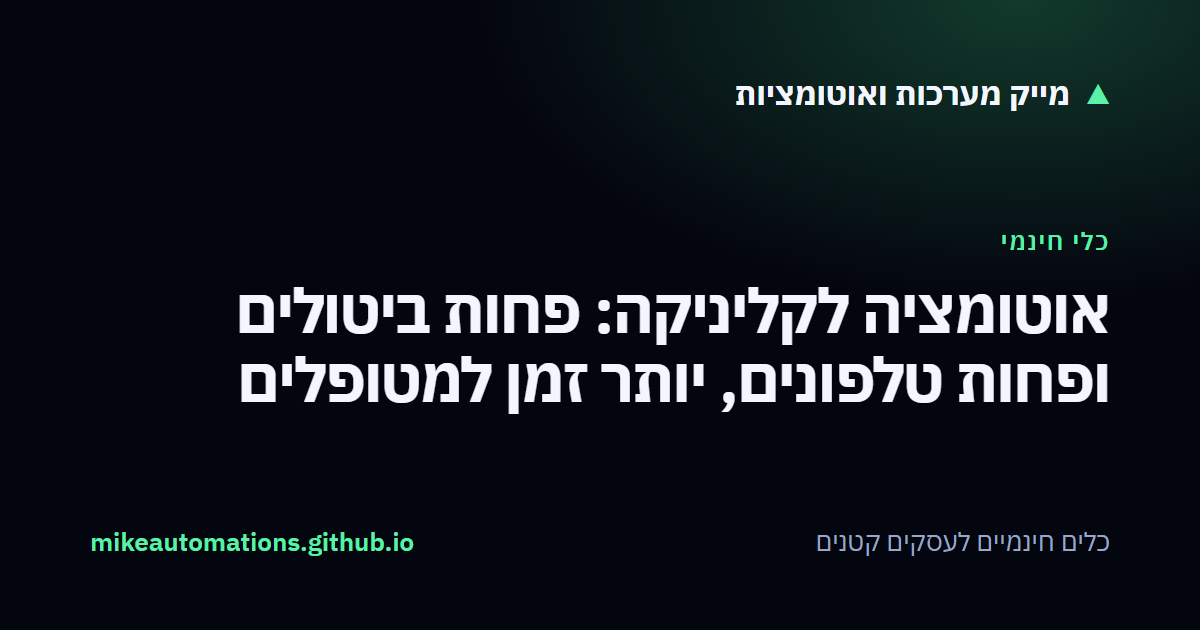 מייק מערכות ואוטומציות
כלי חינמי
אוטומציה לקליניקה: פחות ביטולים
ופחות טלפונים, יותר זמן למטופלים
כלים חינמיים לעסקים קטנים
mikeautomations.github.io